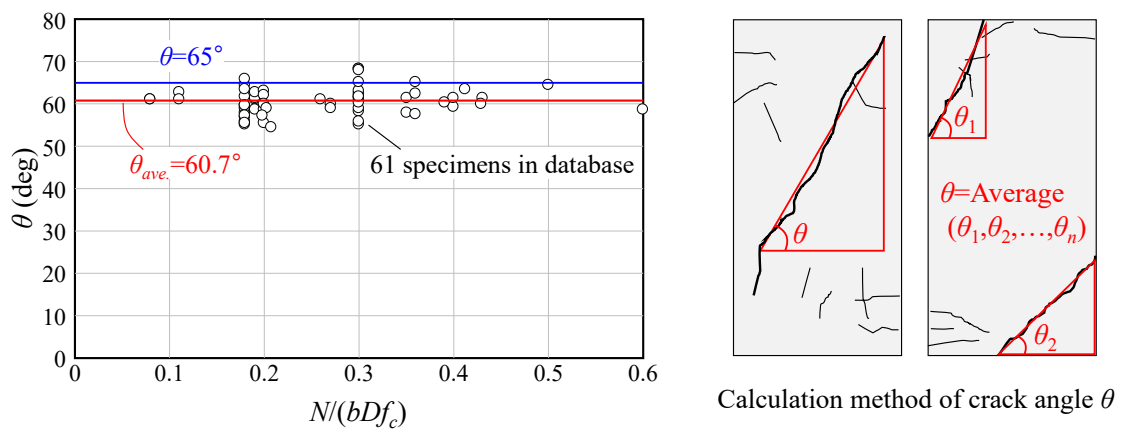 80
70
60
50
40
30
20
10
0
θ (deg)
θ=65°
θave.=60.7°
61 specimens in database
0
0.1
0.2
0.3
0.4
0.5
0.6
N/(bDfc)
θ
θ1
θ=Average
(θ1,θ2,…,θn)
θ2
Calculation method of crack angle θ